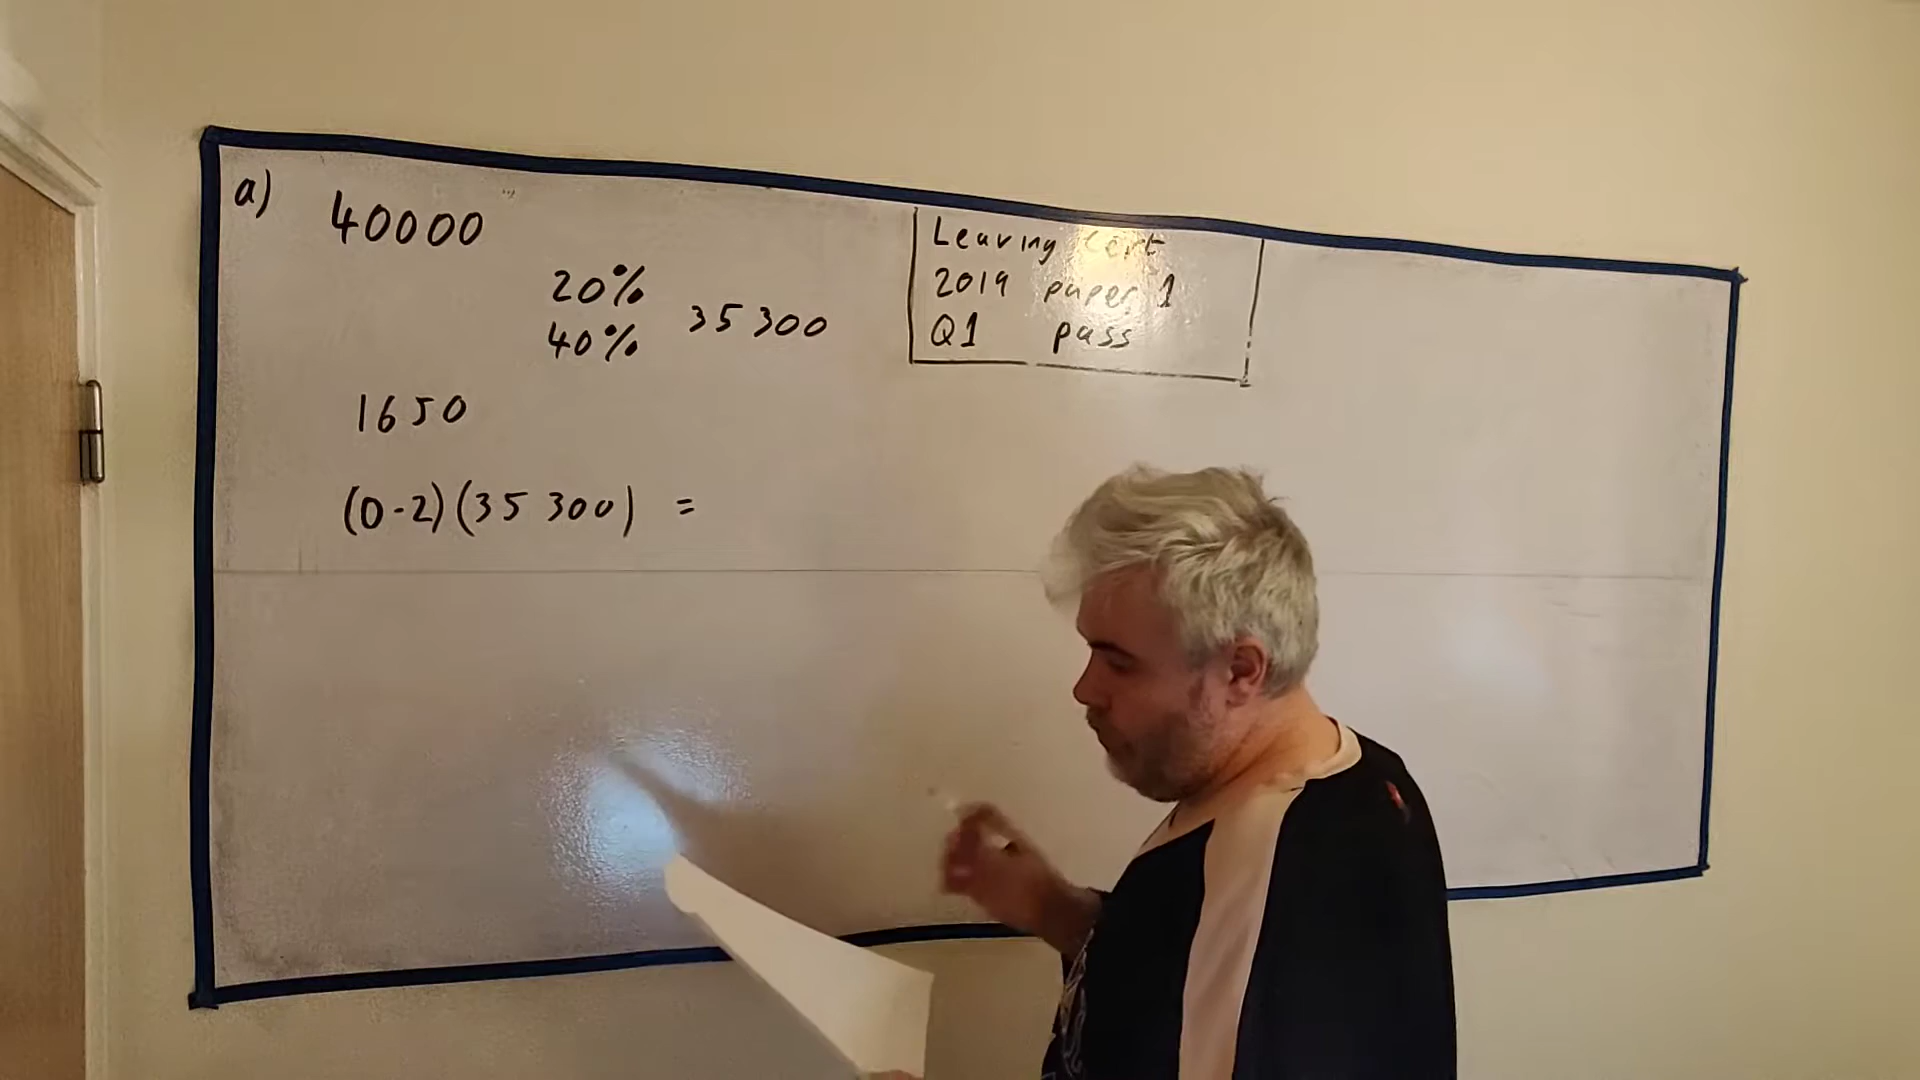 a) 40000
20%
40% 35 300
1650
(0.2)(35 300) =
Leaving Cert
2019 paper 1
Q1 pass